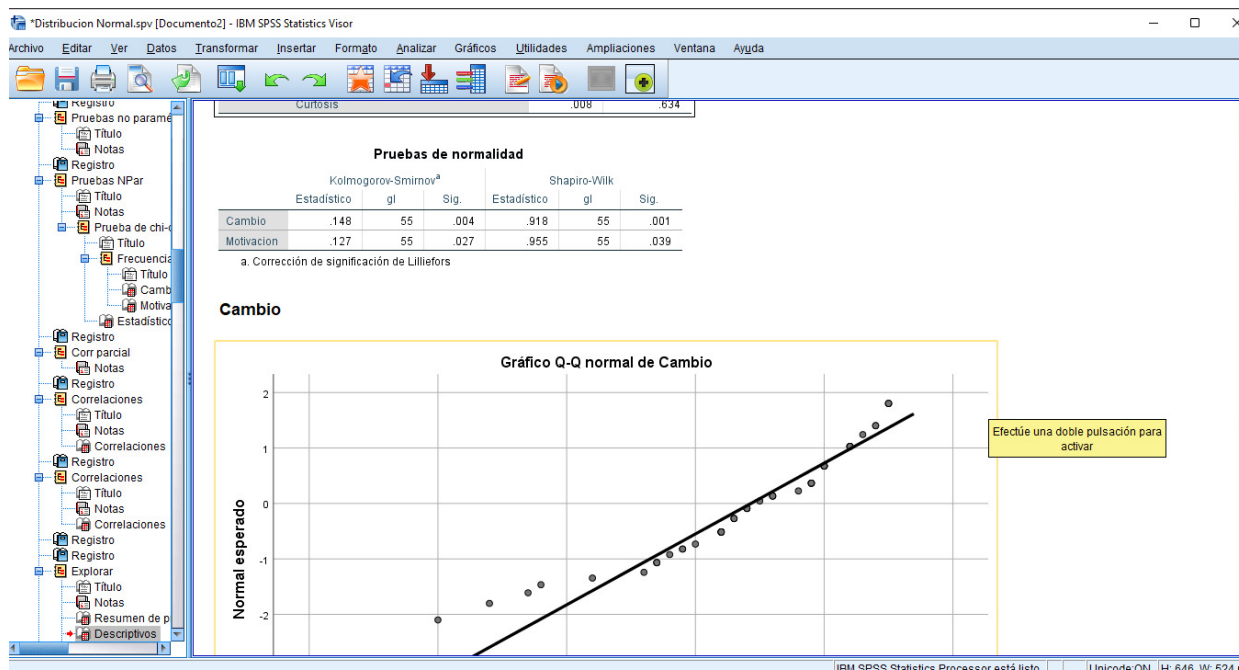 *Distribucion Normal.spv [Documento2] - IBM SPSS Statistics Visor
Archivo Editar Ver Datos Transformar Insertar Formato Analizar Gráficos Utilidades Ampliaciones Ventana Ayuda
Registro
Pruebas no paramé
Título
Notas
Registro
Pruebas NPar
Título
Notas
Prueba de chi-c
Título
Frecuencia
Título
Camb
Motiva
Estadístico
Registro
Corr parcial
Notas
Registro
Correlaciones
Título
Notas
Correlaciones
Registro
Correlaciones
Título
Notas
Correlaciones
Registro
Registro
Explorar
Título
Notas
Resumen de p
Descriptivos
Curtosis .008 .634
Pruebas de normalidad
Kolmogorov-Smirnovª Shapiro-Wilk
Estadístico gl Sig. Estadístico gl Sig.
Cambio .148 55 .004 .918 55 .001
Motivacion .127 55 .027 .955 55 .039
a. Corrección de significación de Lilliefors
Cambio
Gráfico Q-Q normal de Cambio
Normal esperado
2
1
0
-1
-2
Efectúe una doble pulsación para
activar
IBM SPSS Statistics Processor está listo Unicode:ON H: 646, W: 524